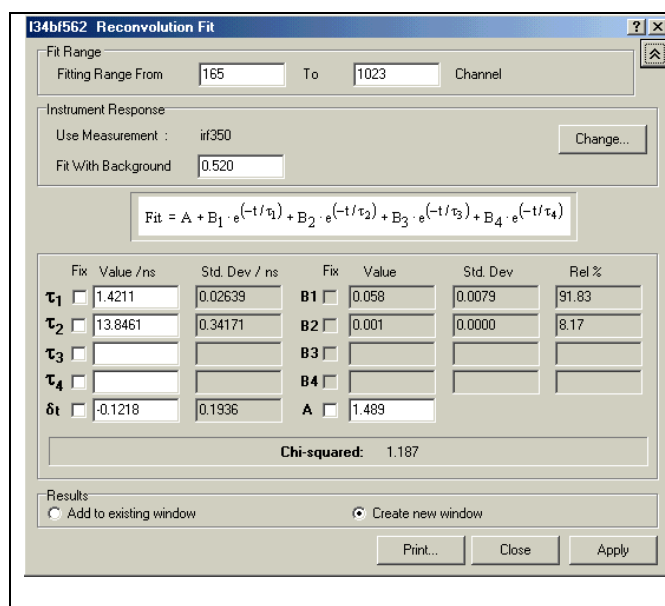 I34bf562 Reconvolution Fit
Fit Range
Fitting Range From 165 To 1023 Channel
Instrument Response
Use Measurement : irf350 Change...
Fit With Background 0.520
Fit = A + B1 · e^(-t/τ1) + B2 · e^(-t/τ2) + B3 · e^(-t/τ3) + B4 · e^(-t/τ4)
Fix Value /ns Std. Dev / ns Fix Value Std. Dev Rel %
τ1 1.4211 0.02639 B1 0.058 0.0079 91.83
τ2 13.8461 0.34171 B2 0.001 0.0000 8.17
τ3 B3
τ4 B4
δt -0.1218 0.1936 A 1.489
Chi-squared: 1.187
Results
Add to existing window Create new window
Print... Close Apply